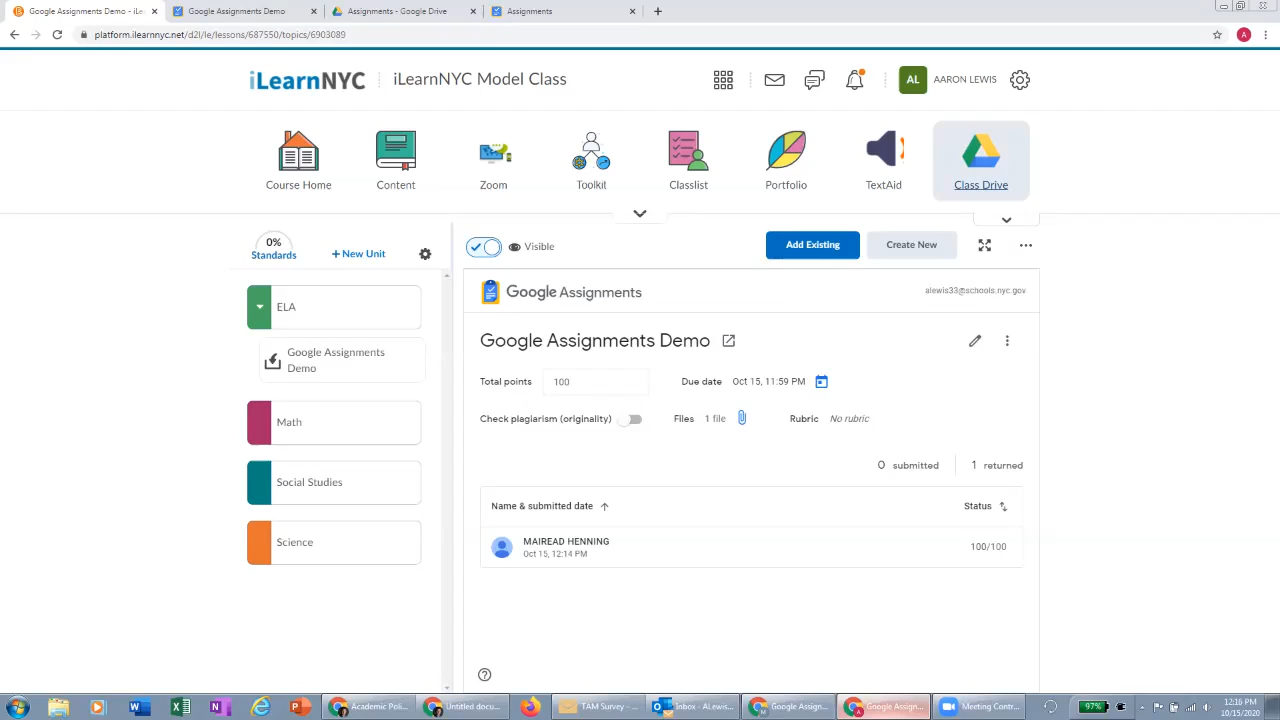 Google Assignments Demo - iLe
Google Assignments Demo
Assignments - Google Drive
Assignments
platform.ilearnnyc.net/d2l/le/lessons/687550/topics/6903089
A
iLearnNYC
iLearnNYC Model Class
AL
AARON LEWIS
Course Home
Content
Zoom
Toolkit
Classlist
Portfolio
TextAid
Class Drive
0%
Standards
+ New Unit
Visible
Add Existing
Create New
ELA
Google Assignments
Demo
Math
Social Studies
Science
Google Assignments
alewis33@schools.nyc.gov
Google Assignments Demo
Total points
100
Due date
Oct 15, 11:59 PM
Check plagiarism (originality)
Files
1 file
Rubric
No rubric
0 submitted
1 returned
Name & submitted date
Status
MAIREAD HENNING
Oct 15, 12:14 PM
100/100
Academic Poli...
Untitled docu...
TAM Survey - ...
Inbox - ALewis...
Google Assign...
Google Assign...
Meeting Contr...
97%
12:16 PM
10/15/2020